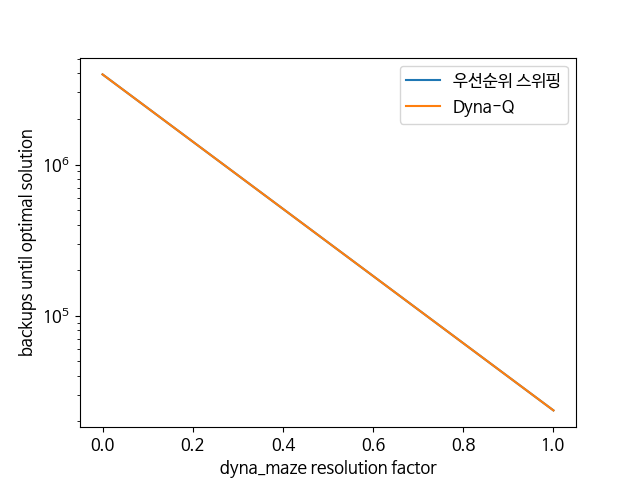 우선순위 스위핑
Dyna-Q
backups until optimal solution
10^6
10^5
0.0 0.2 0.4 0.6 0.8 1.0
dyna_maze resolution factor